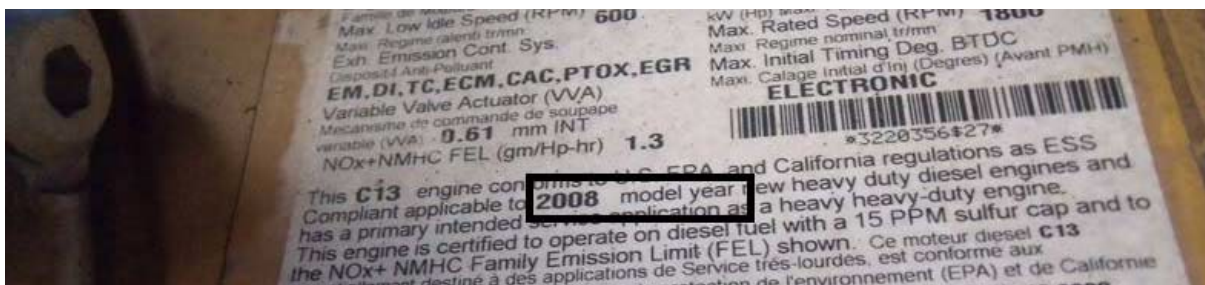 Famille de
Max. Low Idle Speed (RPM) 600
Maxi Regime ralenti tr/mn
Exh. Emission Cont. Sys.
Dispositif Anti-Polluant
EM,DI,TC,ECM,CAC,PTOX,EGR
Variable Valve Actuator (VVA)
Mecanisme de commande de soupape
variable (VVA) 0.61 mm INT
NOx+NMHC FEL (gm/Hp-hr) 1.3
kW (Hp)
Max. Rated Speed (RPM) 1800
Maxi Regime nominal, tr/mn
Max. Initial Timing Deg. BTDC
Maxi. Calage Initial d'Inj (Degres) (Avant PMH)
ELECTRONIC
*3220356$27*
This C13 engine conforms to U.S. EPA and California regulations as ESS
Compliant applicable to 2008 model year new heavy duty diesel engines and
has a primary intended service application as a heavy heavy-duty engine.
This engine is certified to operate on diesel fuel with a 15 PPM sulfur cap and to
the NOx+ NMHC Family Emission Limit (FEL) shown. Ce moteur diesel C13
destiné à des applications de Service très-lourdes, est conforme aux
de l'environnement (EPA) et de Californie